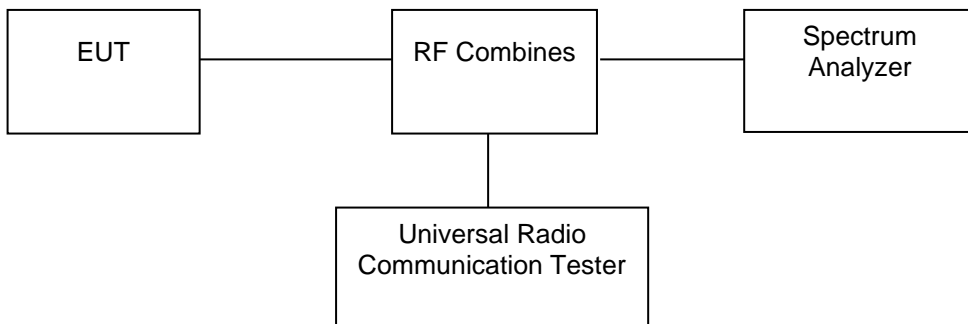 EUT
RF Combines
Spectrum
Analyzer
Universal Radio
Communication Tester